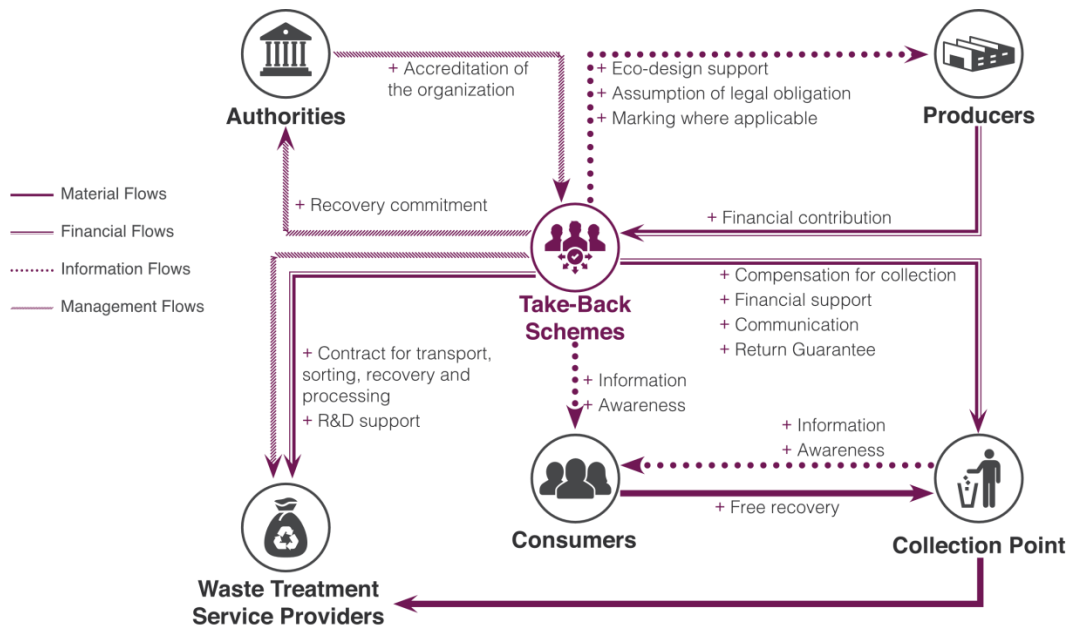 + Accreditation of
the organization
Authorities
+ Eco-design support
+ Assumption of legal obligation
+ Marking where applicable
Producers
Material Flows
Financial Flows
Information Flows
Management Flows
+ Recovery commitment
+ Financial contribution
Take-Back
Schemes
+ Compensation for collection
+ Financial support
+ Communication
+ Return Guarantee
+ Contract for transport,
sorting, recovery and
processing
+ R&D support
+ Information
+ Awareness
+ Information
+ Awareness
Consumers
+ Free recovery
Collection Point
Waste Treatment
Service Providers